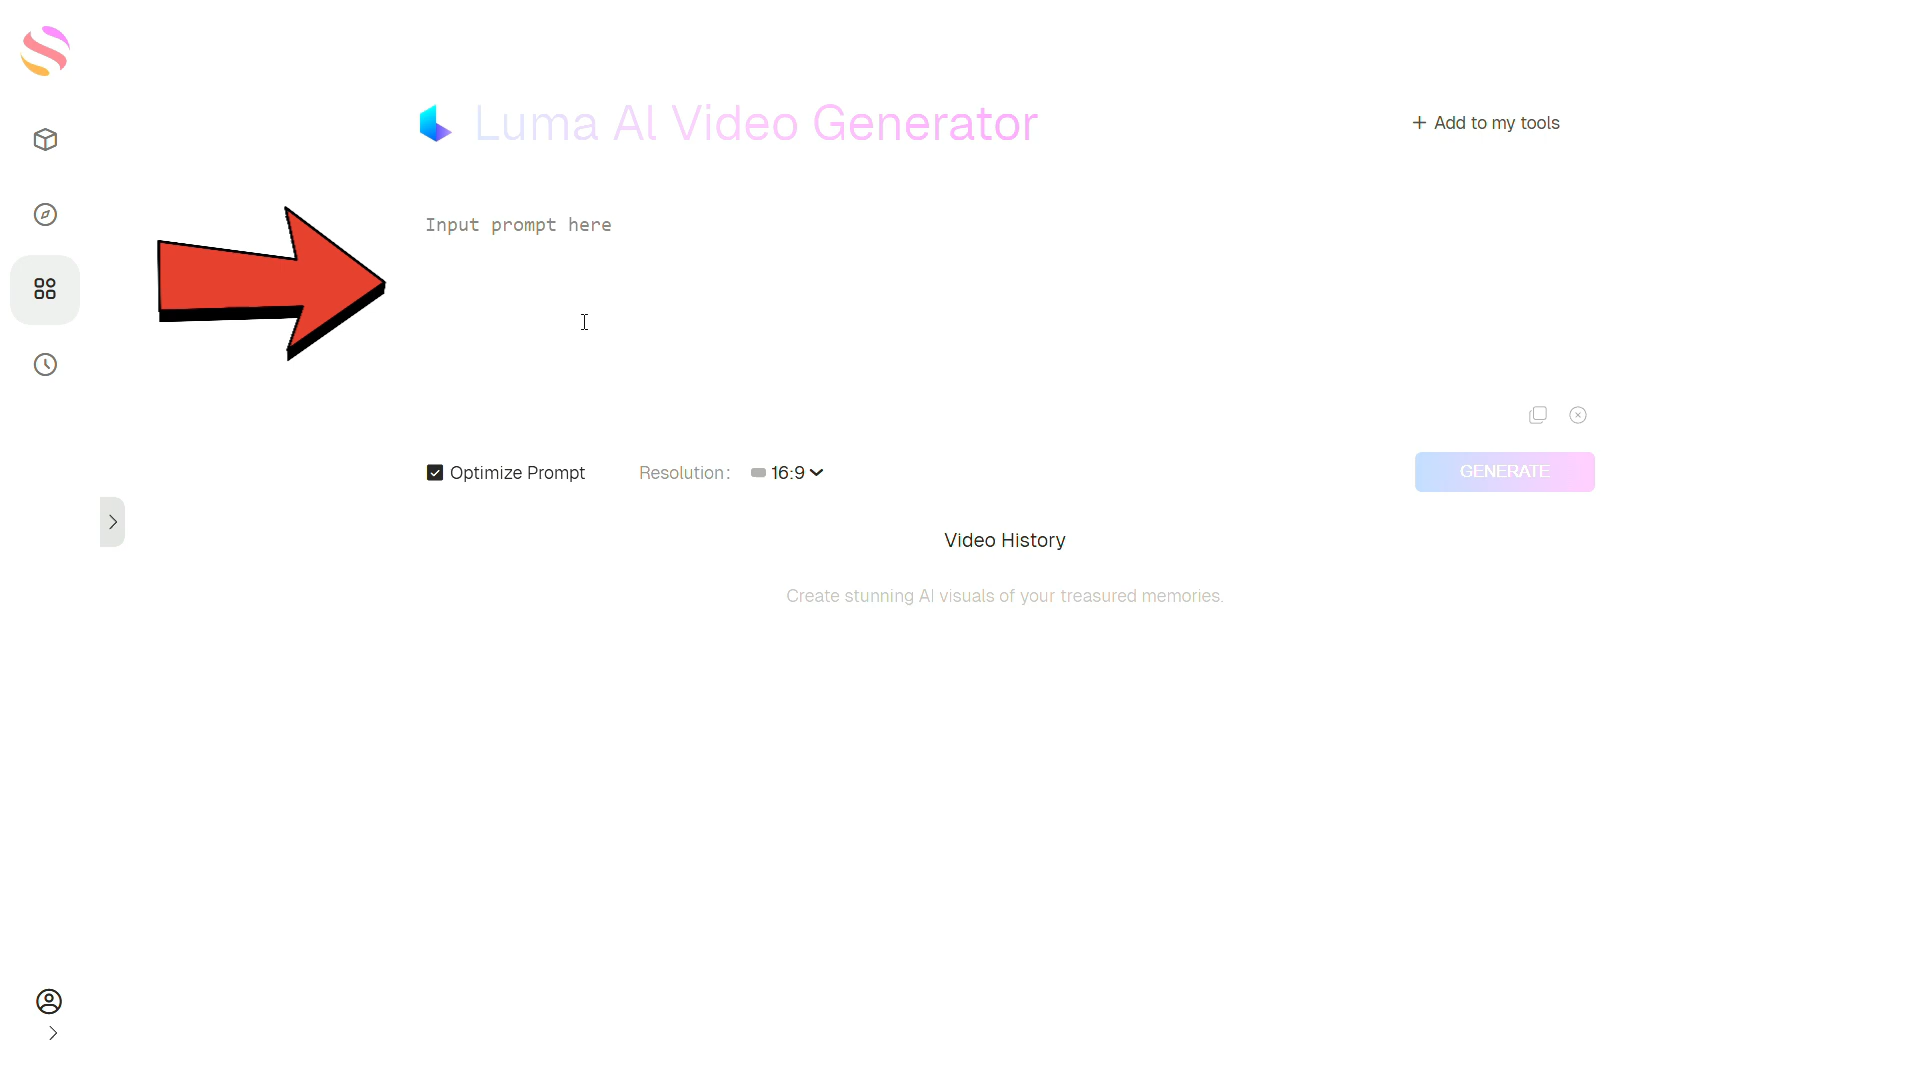 Luma AI Video Generator
+ Add to my tools
Input prompt here
Optimize Prompt
Resolution:
16:9
GENERATE
Video History
Create stunning AI visuals of your treasured memories.